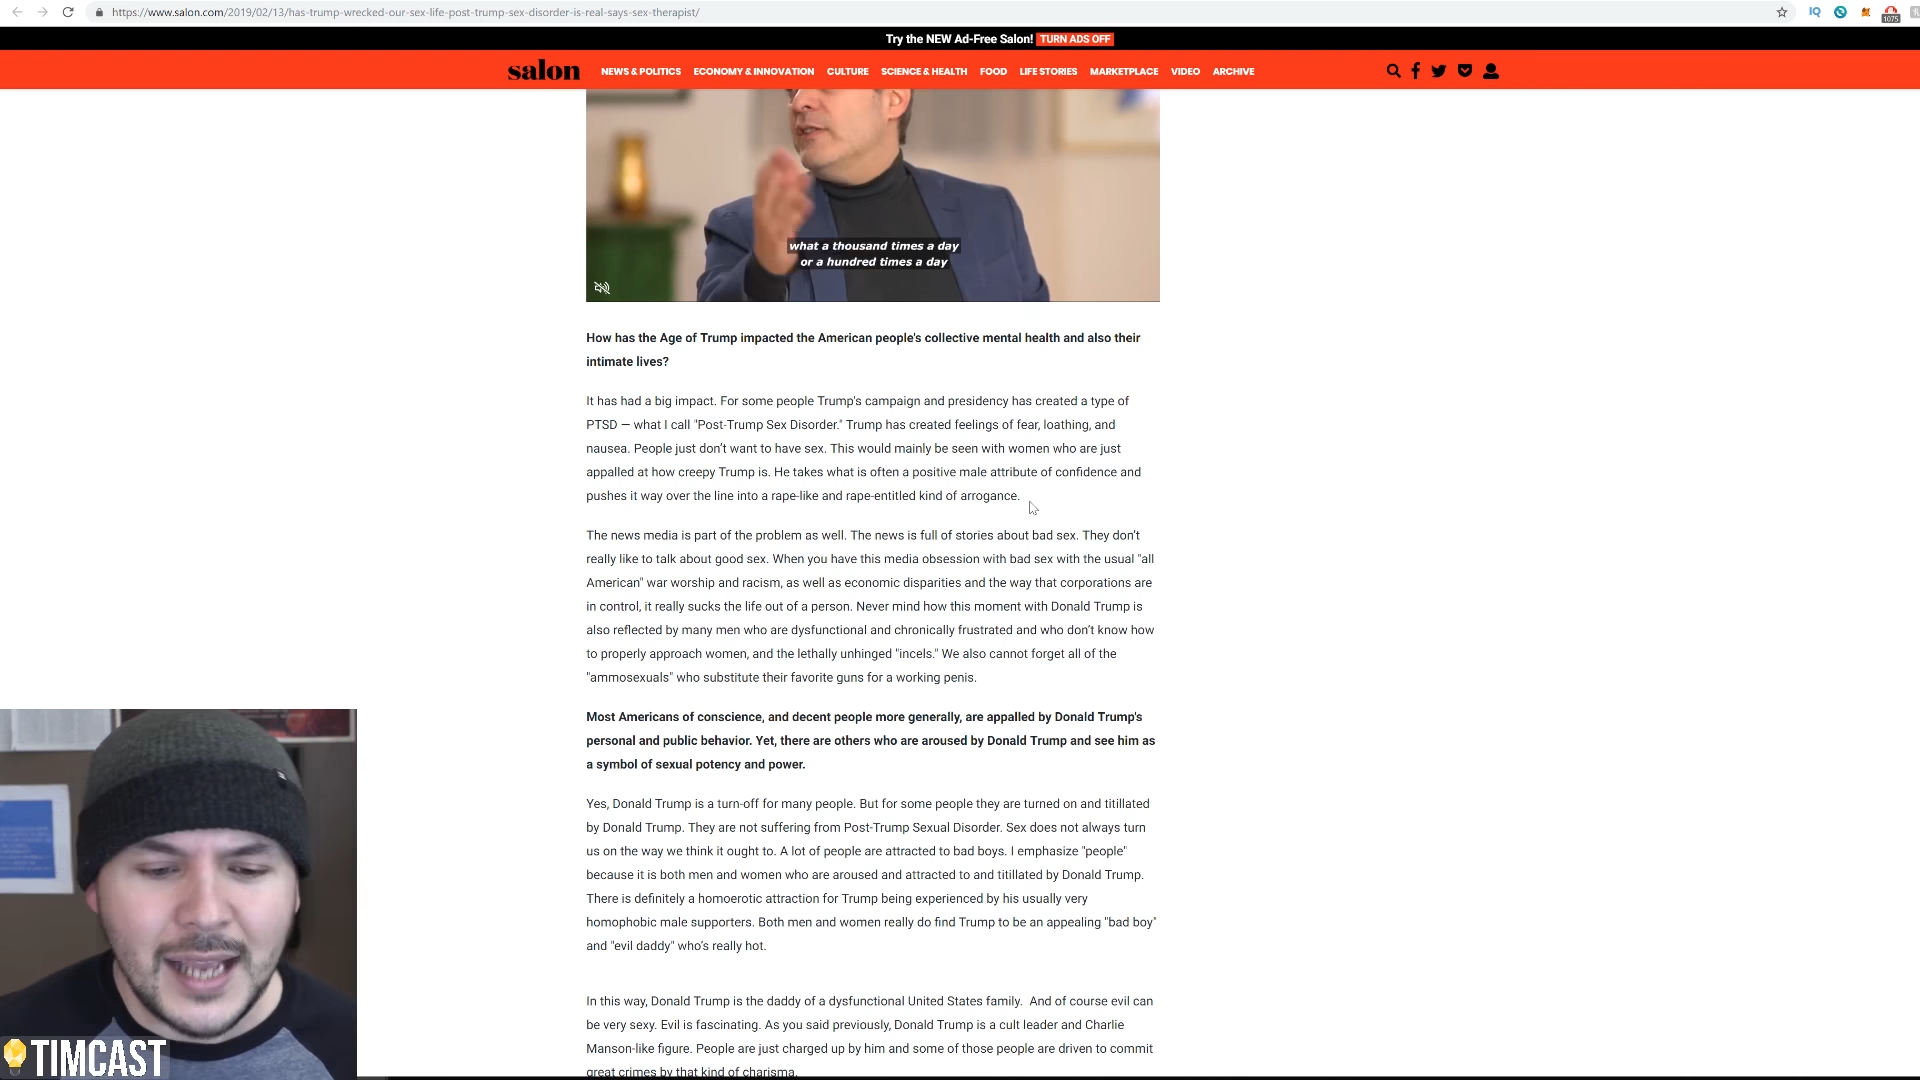 https://www.salon.com/2019/02/13/has-trump-wrecked-our-sex-life-post-trump-sex-disorder-is-real-says-sex-therapist/
IQ
1075
Try the NEW Ad-Free Salon! TURN ADS OFF
salon NEWS & POLITICS ECONOMY & INNOVATION CULTURE SCIENCE & HEALTH FOOD LIFE STORIES MARKETPLACE VIDEO ARCHIVE
what a thousand times a day
or a hundred times a day
How has the Age of Trump impacted the American people's collective mental health and also their
intimate lives?
It has had a big impact. For some people Trump's campaign and presidency has created a type of
PTSD — what I call "Post-Trump Sex Disorder." Trump has created feelings of fear, loathing, and
nausea. People just don't want to have sex. This would mainly be seen with women who are just
appalled at how creepy Trump is. He takes what is often a positive male attribute of confidence and
pushes it way over the line into a rape-like and rape-entitled kind of arrogance.
The news media is part of the problem as well. The news is full of stories about bad sex. They don't
really like to talk about good sex. When you have this media obsession with bad sex with the usual "all
American" war worship and racism, as well as economic disparities and the way that corporations are
in control, it really sucks the life out of a person. Never mind how this moment with Donald Trump is
also reflected by many men who are dysfunctional and chronically frustrated and who don't know how
to properly approach women, and the lethally unhinged "incels." We also cannot forget all of the
"ammosexuals" who substitute their favorite guns for a working penis.
Most Americans of conscience, and decent people more generally, are appalled by Donald Trump's
personal and public behavior. Yet, there are others who are aroused by Donald Trump and see him as
a symbol of sexual potency and power.
Yes, Donald Trump is a turn-off for many people. But for some people they are turned on and titillated
by Donald Trump. They are not suffering from Post-Trump Sexual Disorder. Sex does not always turn
us on the way we think it ought to. A lot of people are attracted to bad boys. I emphasize "people"
because it is both men and women who are aroused and attracted to and titillated by Donald Trump.
There is definitely a homoerotic attraction for Trump being experienced by his usually very
homophobic male supporters. Both men and women really do find Trump to be an appealing "bad boy"
and "evil daddy" who's really hot.
In this way, Donald Trump is the daddy of a dysfunctional United States family. And of course evil can
be very sexy. Evil is fascinating. As you said previously, Donald Trump is a cult leader and Charlie
Manson-like figure. People are just charged up by him and some of those people are driven to commit
great crimes by that kind of charisma.
TIMCAST